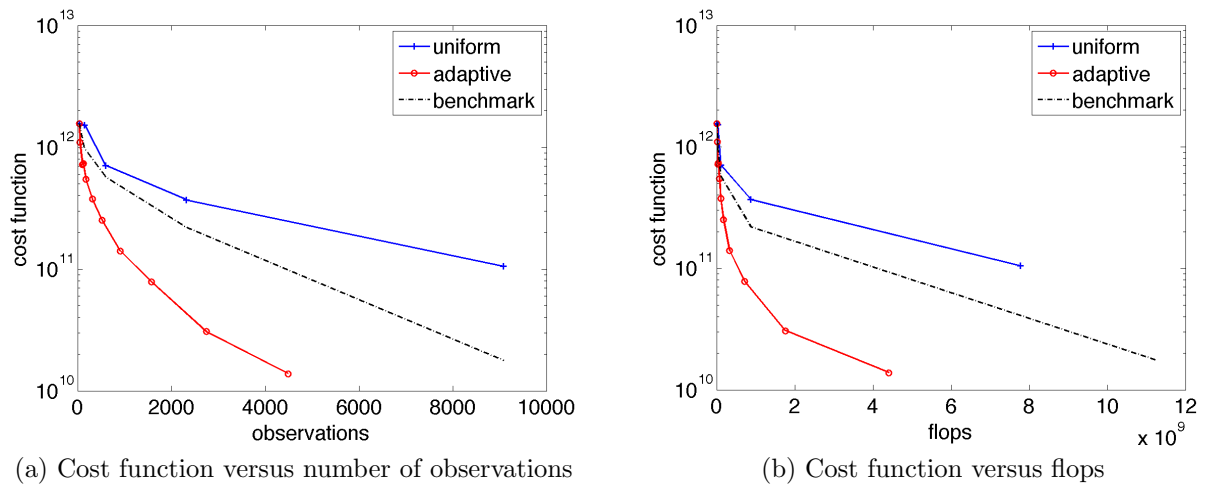 10^13
10^12
10^11
10^10
cost function
0
2000
4000
6000
8000
10000
observations
uniform
adaptive
benchmark
(a) Cost function versus number of observations
10^13
10^12
10^11
10^10
cost function
0
2
4
6
8
10
12
x 10^9
flops
uniform
adaptive
benchmark
(b) Cost function versus flops